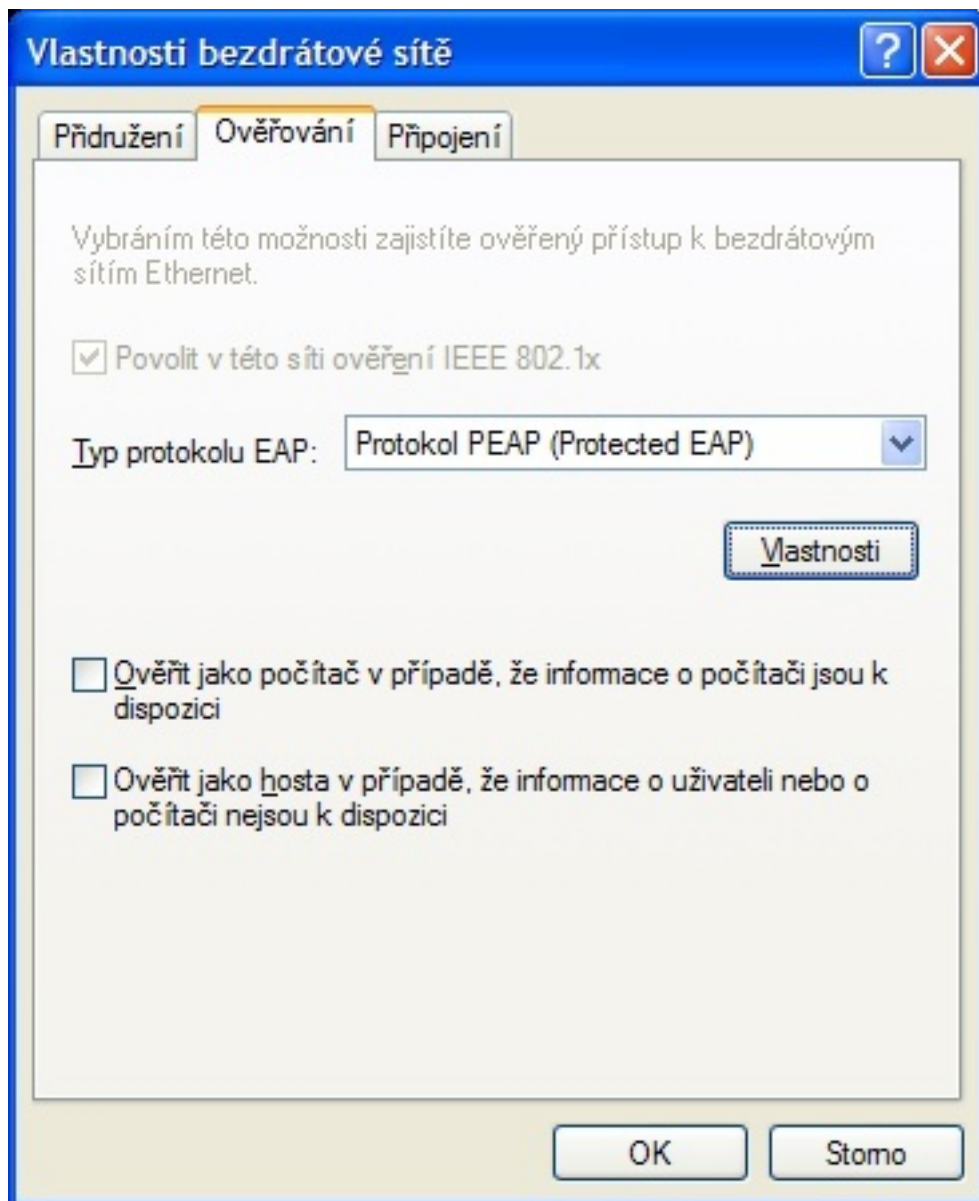 Vlastnosti bezdrátové sítě
Přidružení Ověřování Připojení
Vybráním této možnosti zajistíte ověřený přístup k bezdrátovým
sítím Ethernet.
Povolit v této síti ověření IEEE 802.1x
Typ protokolu EAP: Protokol PEAP (Protected EAP)
Vlastnosti
Ověřit jako počítač v případě, že informace o počítači jsou k
dispozici
Ověřit jako hosta v případě, že informace o uživateli nebo o
počítači nejsou k dispozici
OK Storno